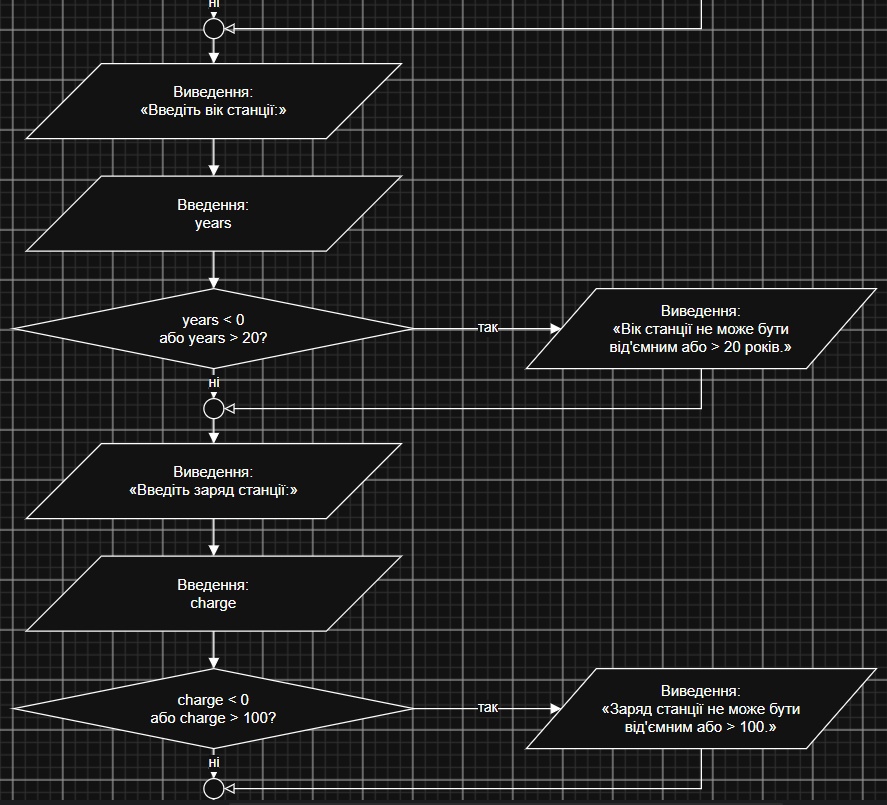 ні
Виведення:
«Введіть вік станції:»
Введення:
years
years < 0
або years > 20?
так
Виведення:
«Вік станції не може бути
від'ємним або > 20 років.»
ні
Виведення:
«Введіть заряд станції:»
Введення:
charge
charge < 0
або charge > 100?
так
Виведення:
«Заряд станції не може бути
від'ємним або > 100.»
ні